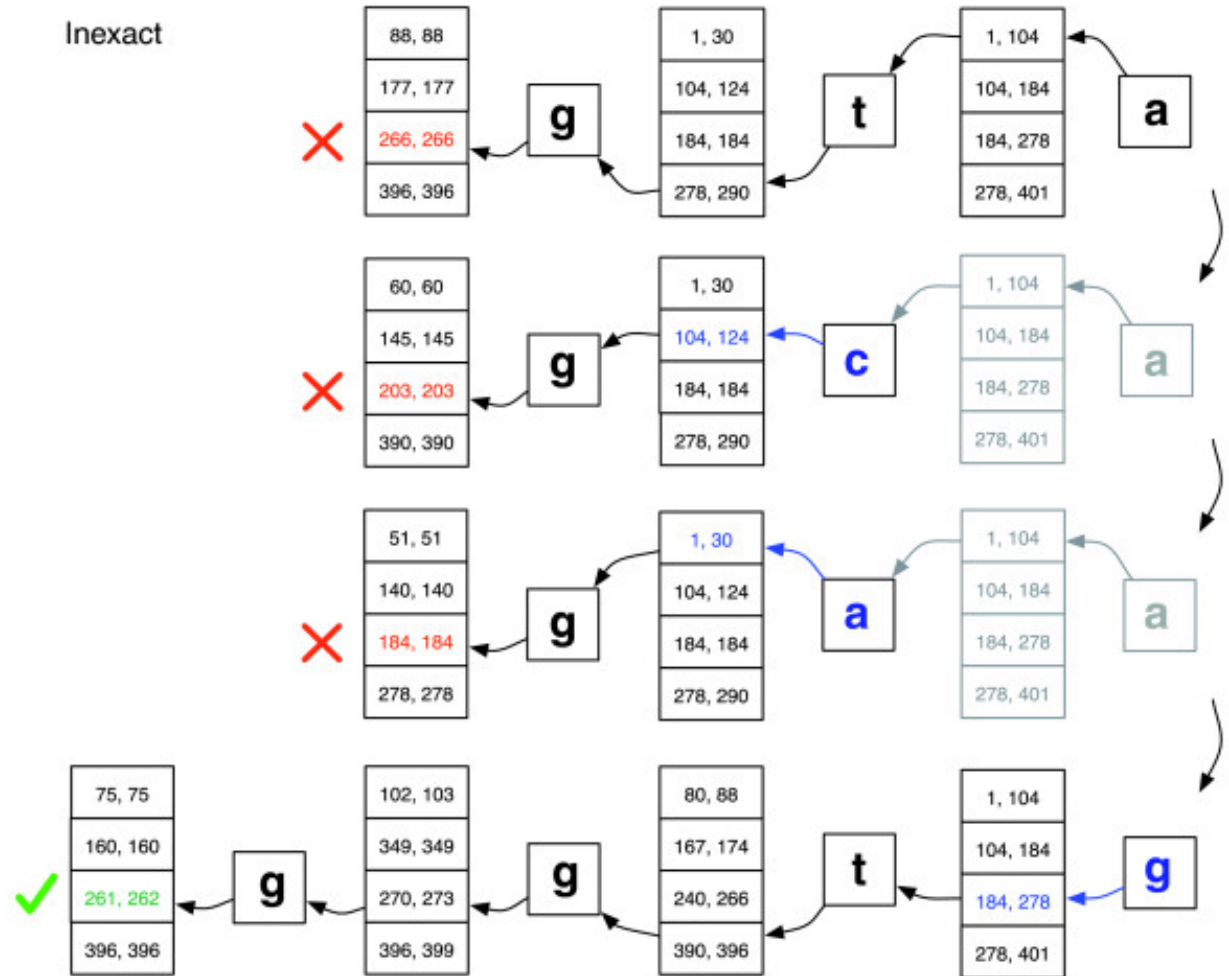 Inexact
88, 88 1, 30 1, 104
177, 177 g 104, 124 t 104, 184 a
266, 266 184, 184 184, 278
396, 396 278, 290 278, 401
60, 60 1, 30 1, 104
145, 145 g 104, 124 c 104, 184 a
203, 203 184, 184 184, 278
390, 390 278, 290 278, 401
51, 51 1, 30 1, 104
140, 140 g 104, 124 a 104, 184 a
184, 184 184, 184 184, 278
278, 278 278, 290 278, 401
75, 75 102, 103 80, 88 1, 104
160, 160 349, 349 167, 174 104, 184
261, 262 g 270, 273 g 240, 266 t 184, 278 g
396, 396 396, 399 390, 396 278, 401